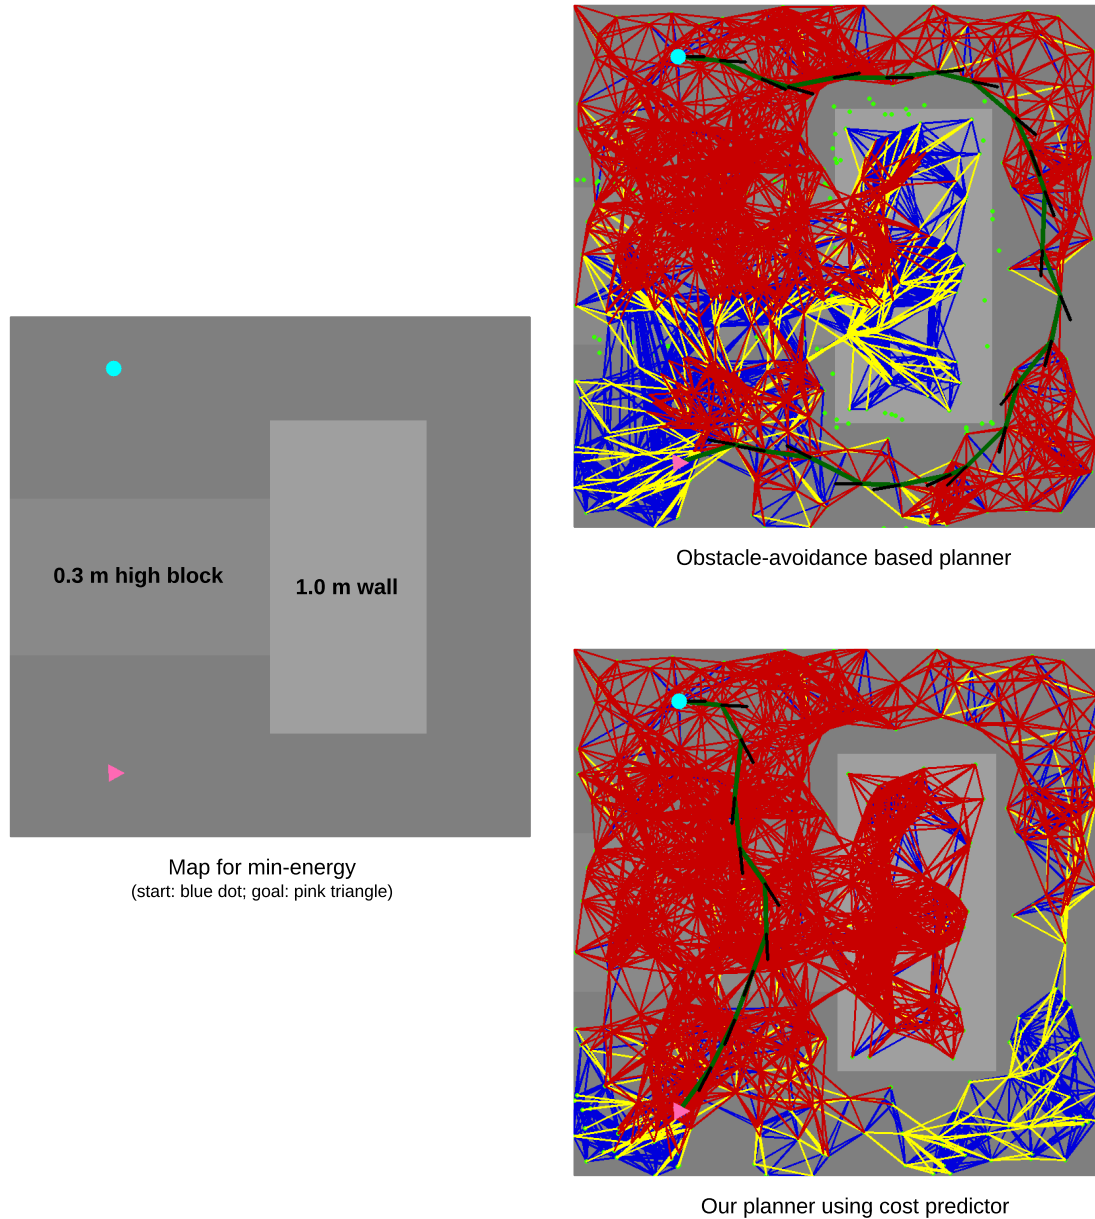 0.3 m high block
1.0 m wall
Map for min-energy
(start: blue dot; goal: pink triangle)
Obstacle-avoidance based planner
Our planner using cost predictor